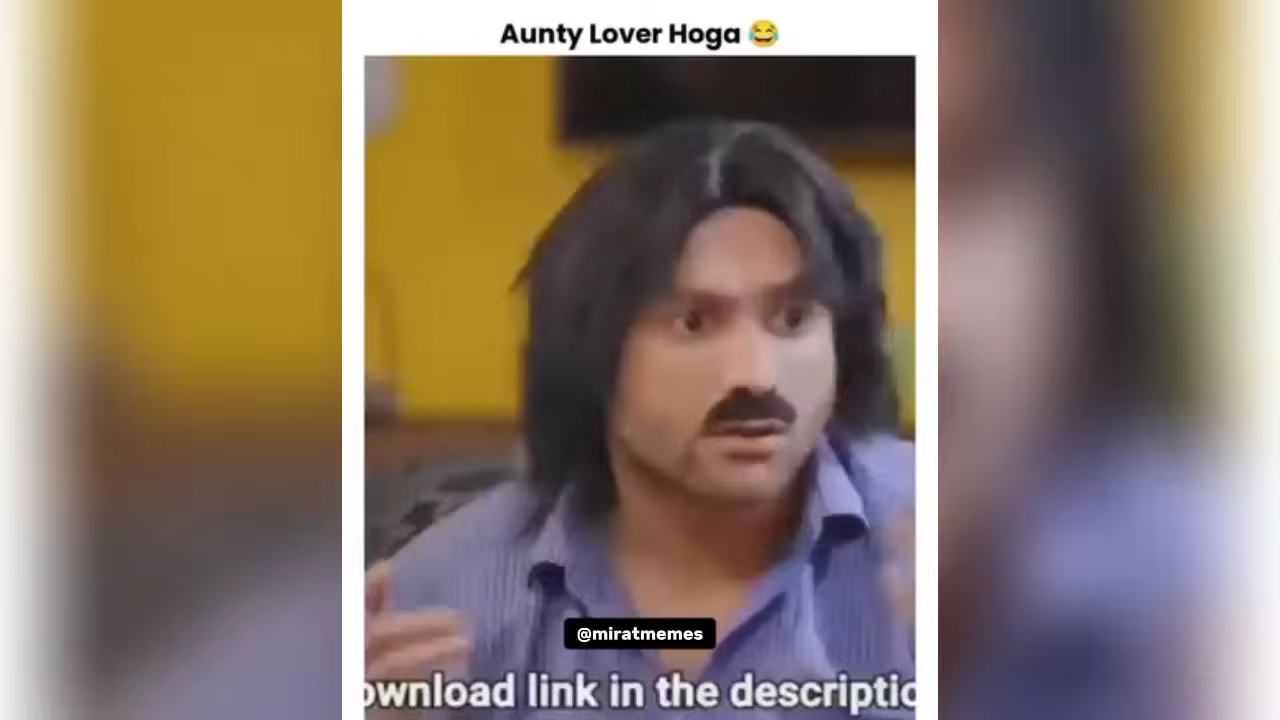 Aunty Lover Hoga 😂
@miratmemes
ownload link in the descriptio